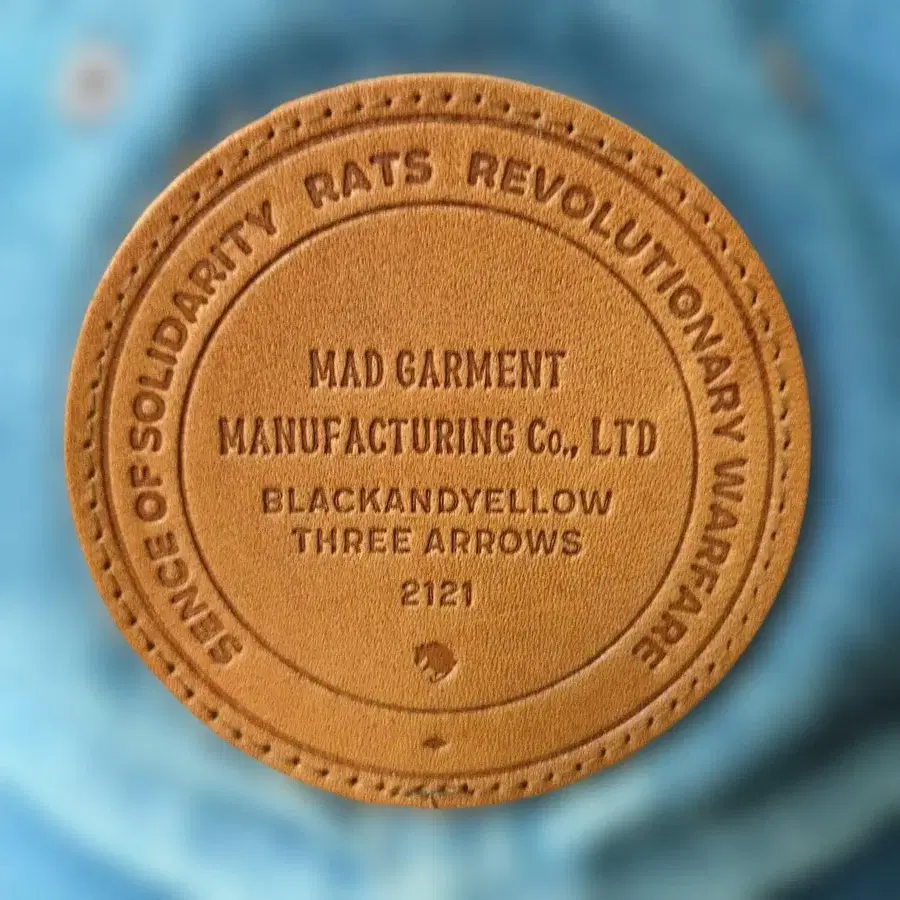 SENCE OF SOLIDARITY RATS REVOLUTIONARY WARFARE
MAD GARMENT
MANUFACTURING Co., LTD
BLACKANDYELLOW
THREE ARROWS
2121